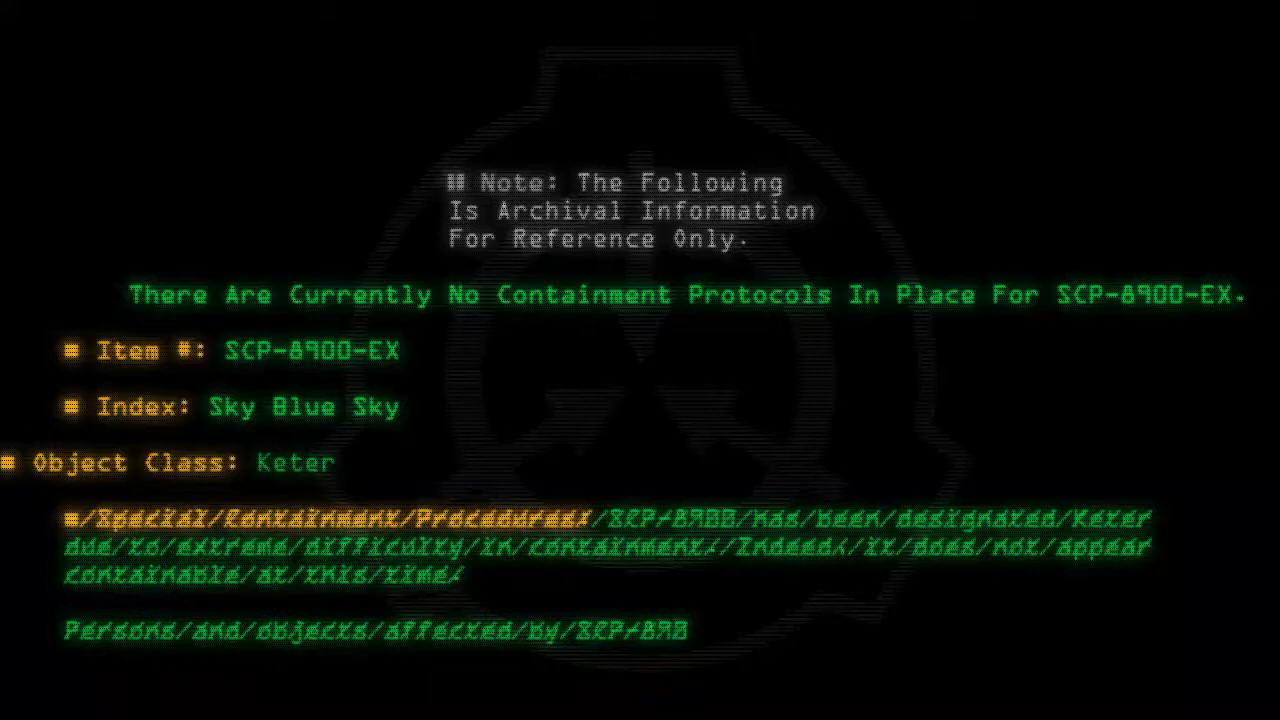 # Note: The Following
Is Archival Information
For Reference Only.
There Are Currently No Containment Protocols In Place For SCP-8900-EX.
# Item #: SCP-8900-EX
# Index: Sky Blue Sky
# Object Class: Keter
#/Special/Containment/Procedures:/SCP-8900/has/been/designated/Keter
due/to/extreme/difficulty/in/containment.//Indeed,/it/does/not/appear
containable/at/this/time.
Persons/and/objects/affected/by/SCP-890